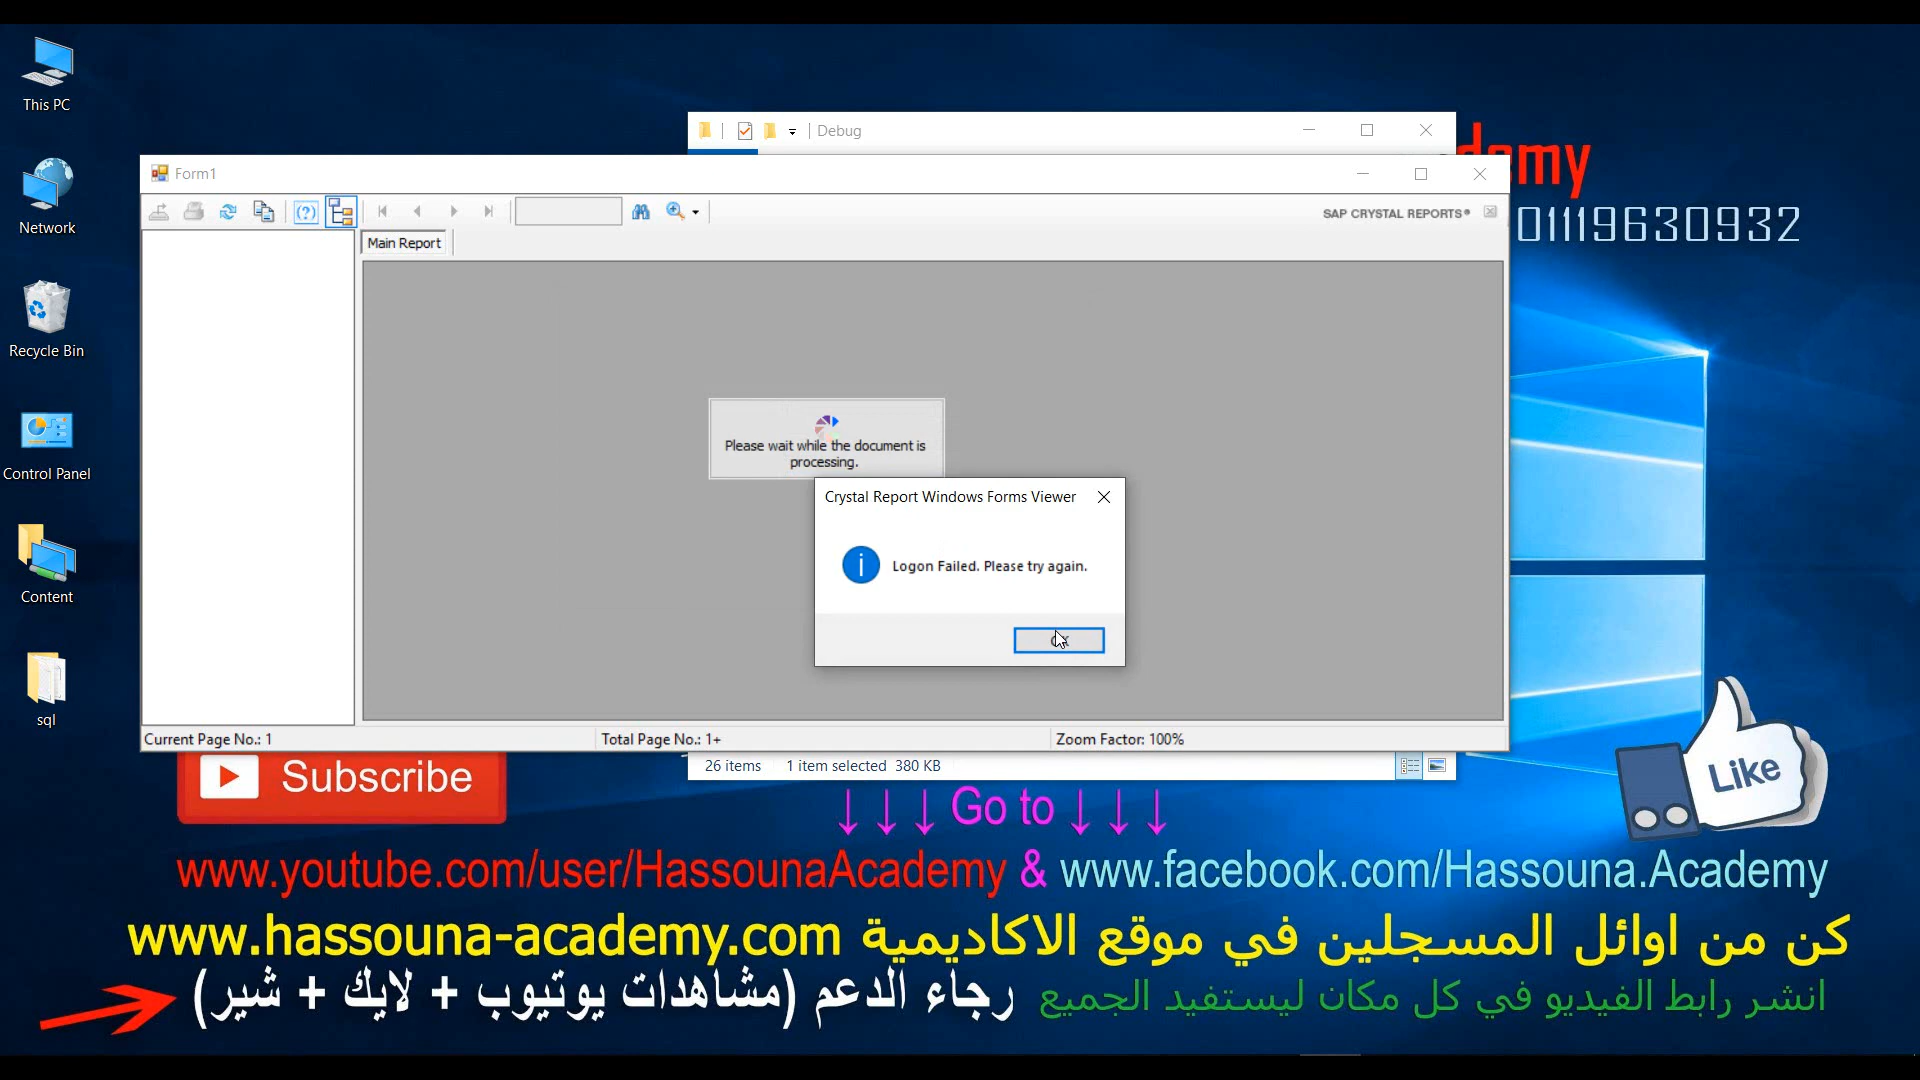 This PC
Network
Recycle Bin
Control Panel
Content
sql
Debug
demy
01119630932
Form1
SAP CRYSTAL REPORTS®
Main Report
Please wait while the document is
processing.
Crystal Report Windows Forms Viewer
Logon Failed. Please try again.
Current Page No.: 1
Total Page No.: 1+
Zoom Factor: 100%
26 items
1 item selected 380 KB
Subscribe
Like
↓ ↓ ↓ Go to ↓ ↓ ↓
www.youtube.com/user/HassounaAcademy & www.facebook.com/Hassouna.Academy
كن من اوائل المسجلين في موقع الاكاديمية www.hassouna-academy.com
انشر رابط الفيديو في كل مكان ليستفيد الجميع
رجاء الدعم (مشاهدات يوتيوب + لايك + شير)